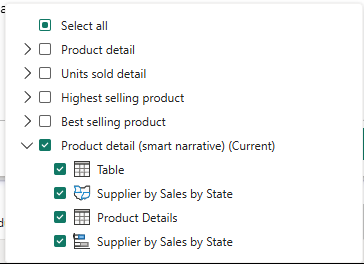 Select all
Product detail
Units sold detail
Highest selling product
Best selling product
Product detail (smart narrative) (Current)
Table
Supplier by Sales by State
Product Details
Supplier by Sales by State